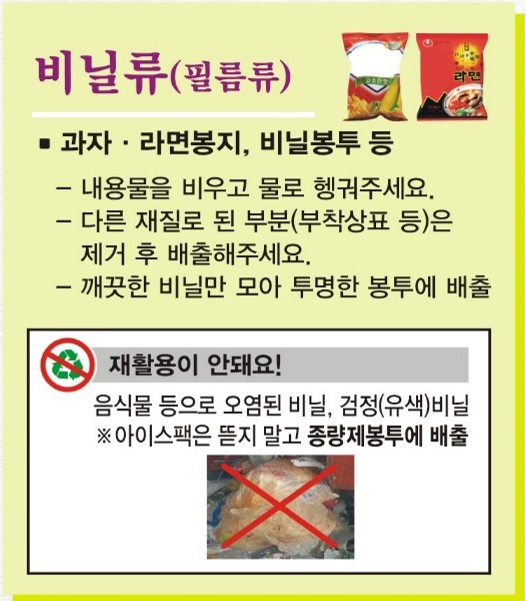 비닐류(필름류)
고소한맛
라면
▪ 과자 · 라면봉지, 비닐봉투 등
– 내용물을 비우고 물로 헹궈주세요.
– 다른 재질로 된 부분(부착상표 등)은
제거 후 배출해주세요.
– 깨끗한 비닐만 모아 투명한 봉투에 배출
재활용이 안돼요!
음식물 등으로 오염된 비닐, 검정(유색)비닐
※아이스팩은 뜯지 말고 종량제봉투에 배출